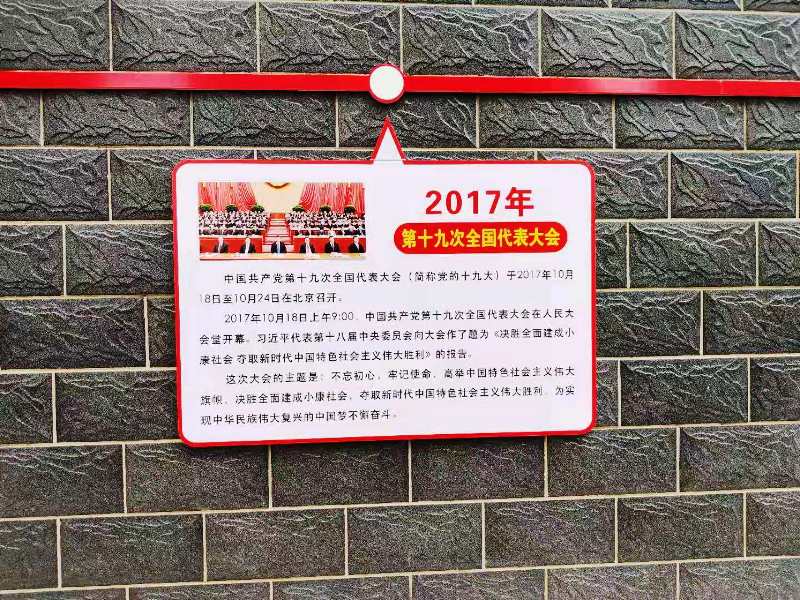 2017年
第十九次全国代表大会
中国共产党第十九次全国代表大会（简称党的十九大）于2017年10月
18日至10月24日在北京召开。
2017年10月18日上午9:00，中国共产党第十九次全国代表大会在人民大
会堂开幕。习近平代表第十八届中央委员会向大会作了题为《决胜全面建成小
康社会 夺取新时代中国特色社会主义伟大胜利》的报告。
这次大会的主题是：不忘初心，牢记使命，高举中国特色社会主义伟大
旗帜，决胜全面建成小康社会，夺取新时代中国特色社会主义伟大胜利，为实
现中华民族伟大复兴的中国梦不懈奋斗。